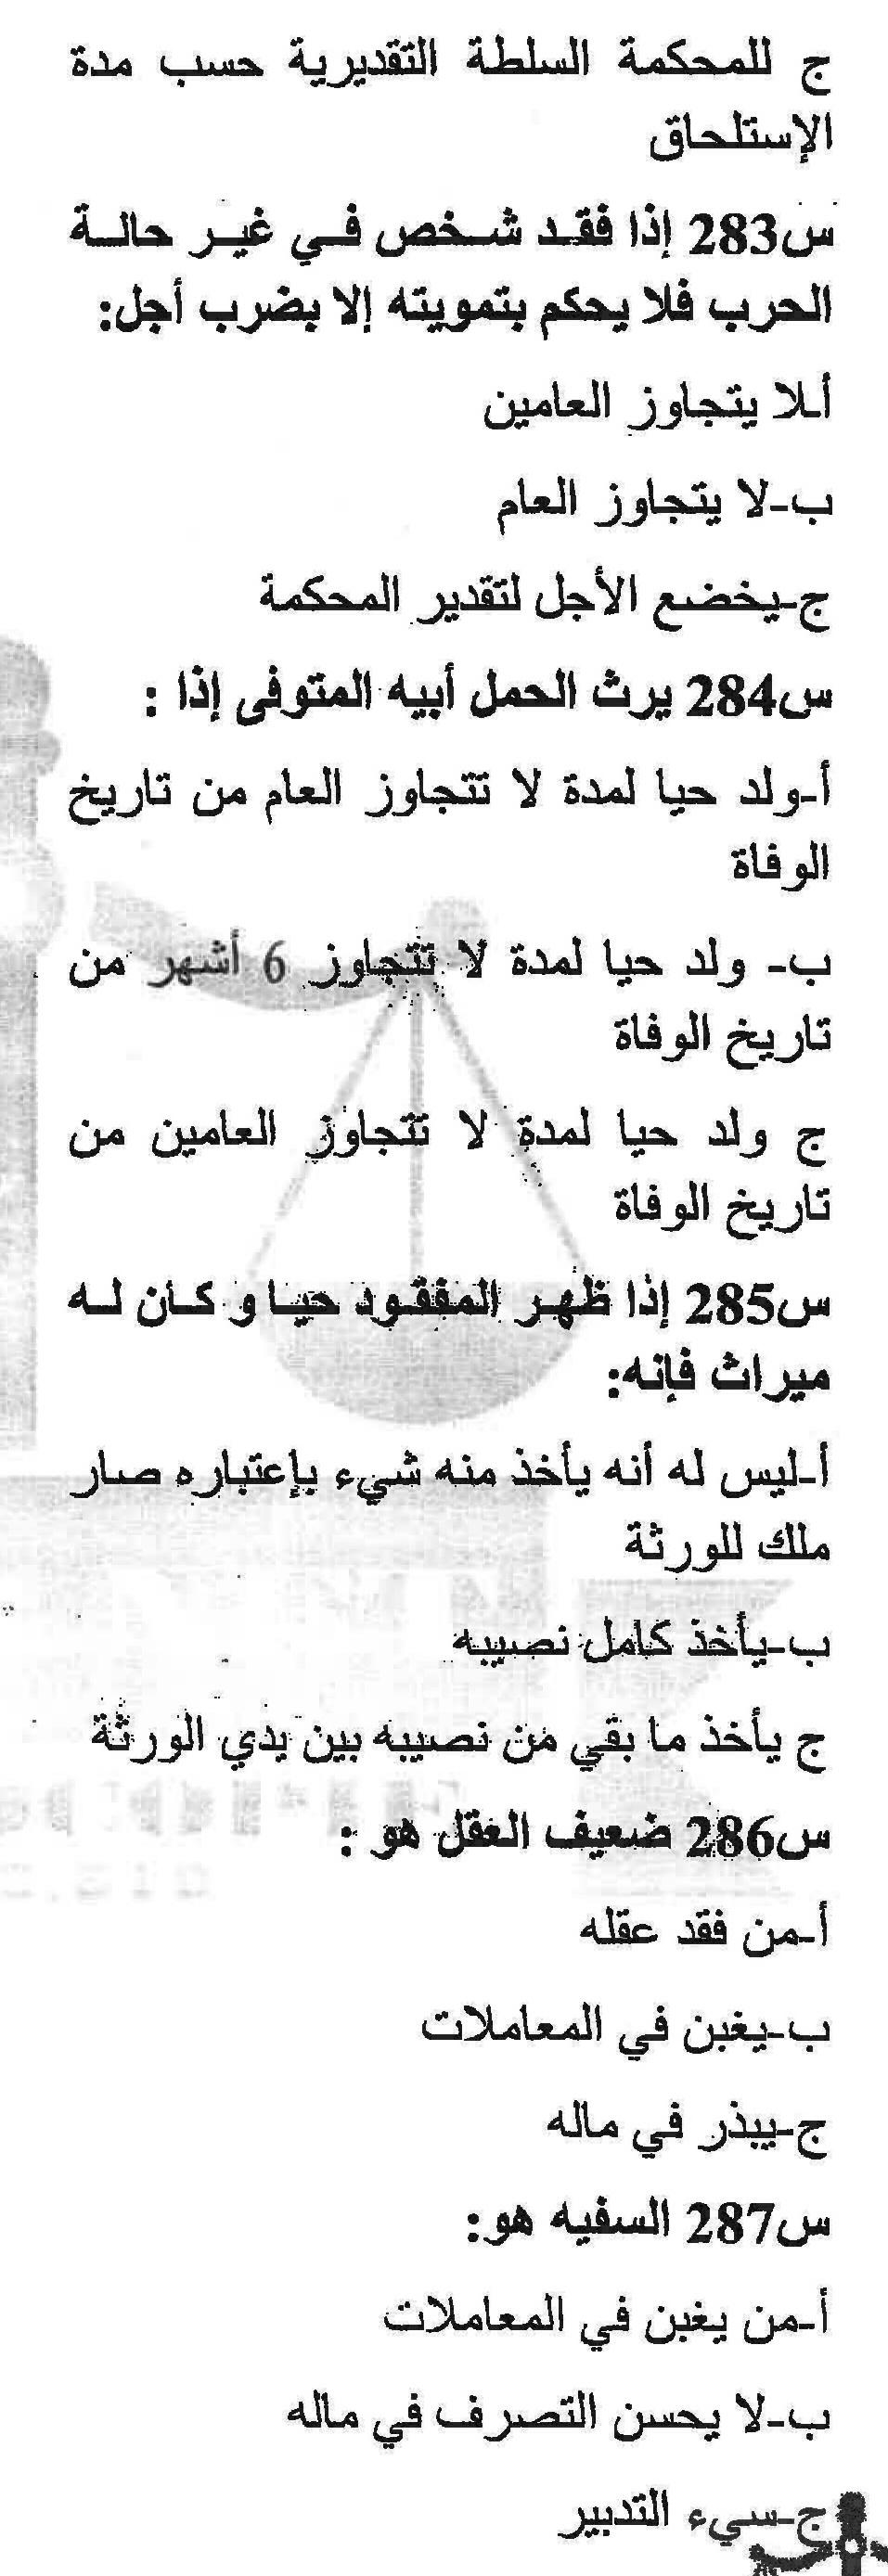 ج للمحكمة السلطة التقديرية حسب مدة
الإستلحاق
س283 إذا فقد شخص في غير حالة
الحرب فلا يحكم بتمويته إلا بضرب أجل:
أ-لا يتجاوز العامين
ب-لا يتجاوز العام
ج-يخضع الأجل لتقدير المحكمة
س284 يرث الحمل أبيه المتوفى إذا :
أ-ولد حيا لمدة لا تتجاوز العام من تاريخ
الوفاة
ب- ولد حيا لمدة لا تتجاوز 6 أشهر من
تاريخ الوفاة
ج ولد حيا لمدة لا تتجاوز العامين من
تاريخ الوفاة
س285 إذا ظهر المفقود حيا و كان له
ميراث فإنه:
أ-ليس له أنه يأخذ منه شيء بإعتباره صار
ملك للورثة
ب-يأخذ كامل نصيبه
ج يأخذ ما بقي من نصيبه بين يدي الورثة
س286 ضعيف العقل هو :
أ-من فقد عقله
ب-يغبن في المعاملات
ج-يبذر في ماله
س287 السفيه هو:
أ-من يغبن في المعاملات
ب-لا يحسن التصرف في ماله
ج-سيء التدبير